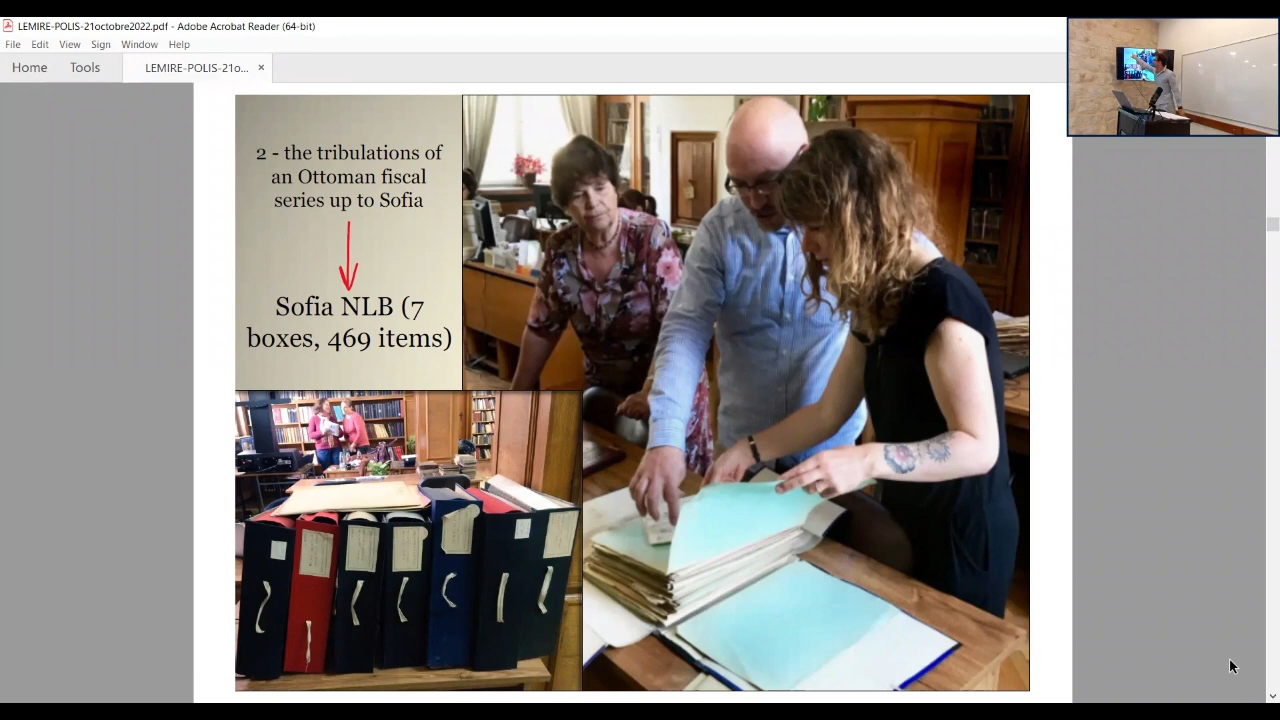 LEMIRE-POLIS-21octobre2022.pdf - Adobe Acrobat Reader (64-bit)
File Edit View Sign Window Help
Home Tools LEMIRE-POLIS-21o... ×
2 - the tribulations of
an Ottoman fiscal
series up to Sofia
Sofia NLB (7
boxes, 469 items)